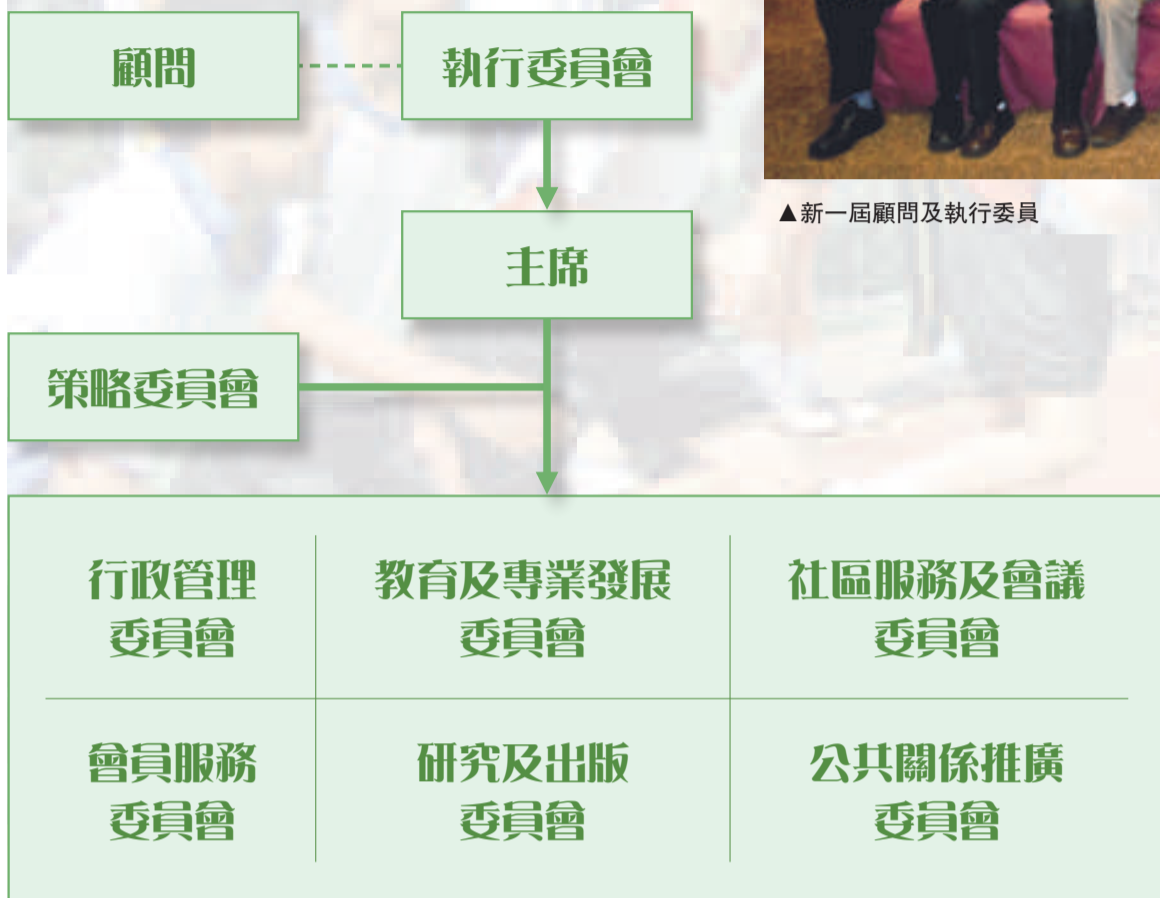 顧問
執行委員會
▲新一屆顧問及執行委員
主席
策略委員會
行政管理
委員會
教育及專業發展
委員會
社區服務及會議
委員會
會員服務
委員會
研究及出版
委員會
公共關係推廣
委員會